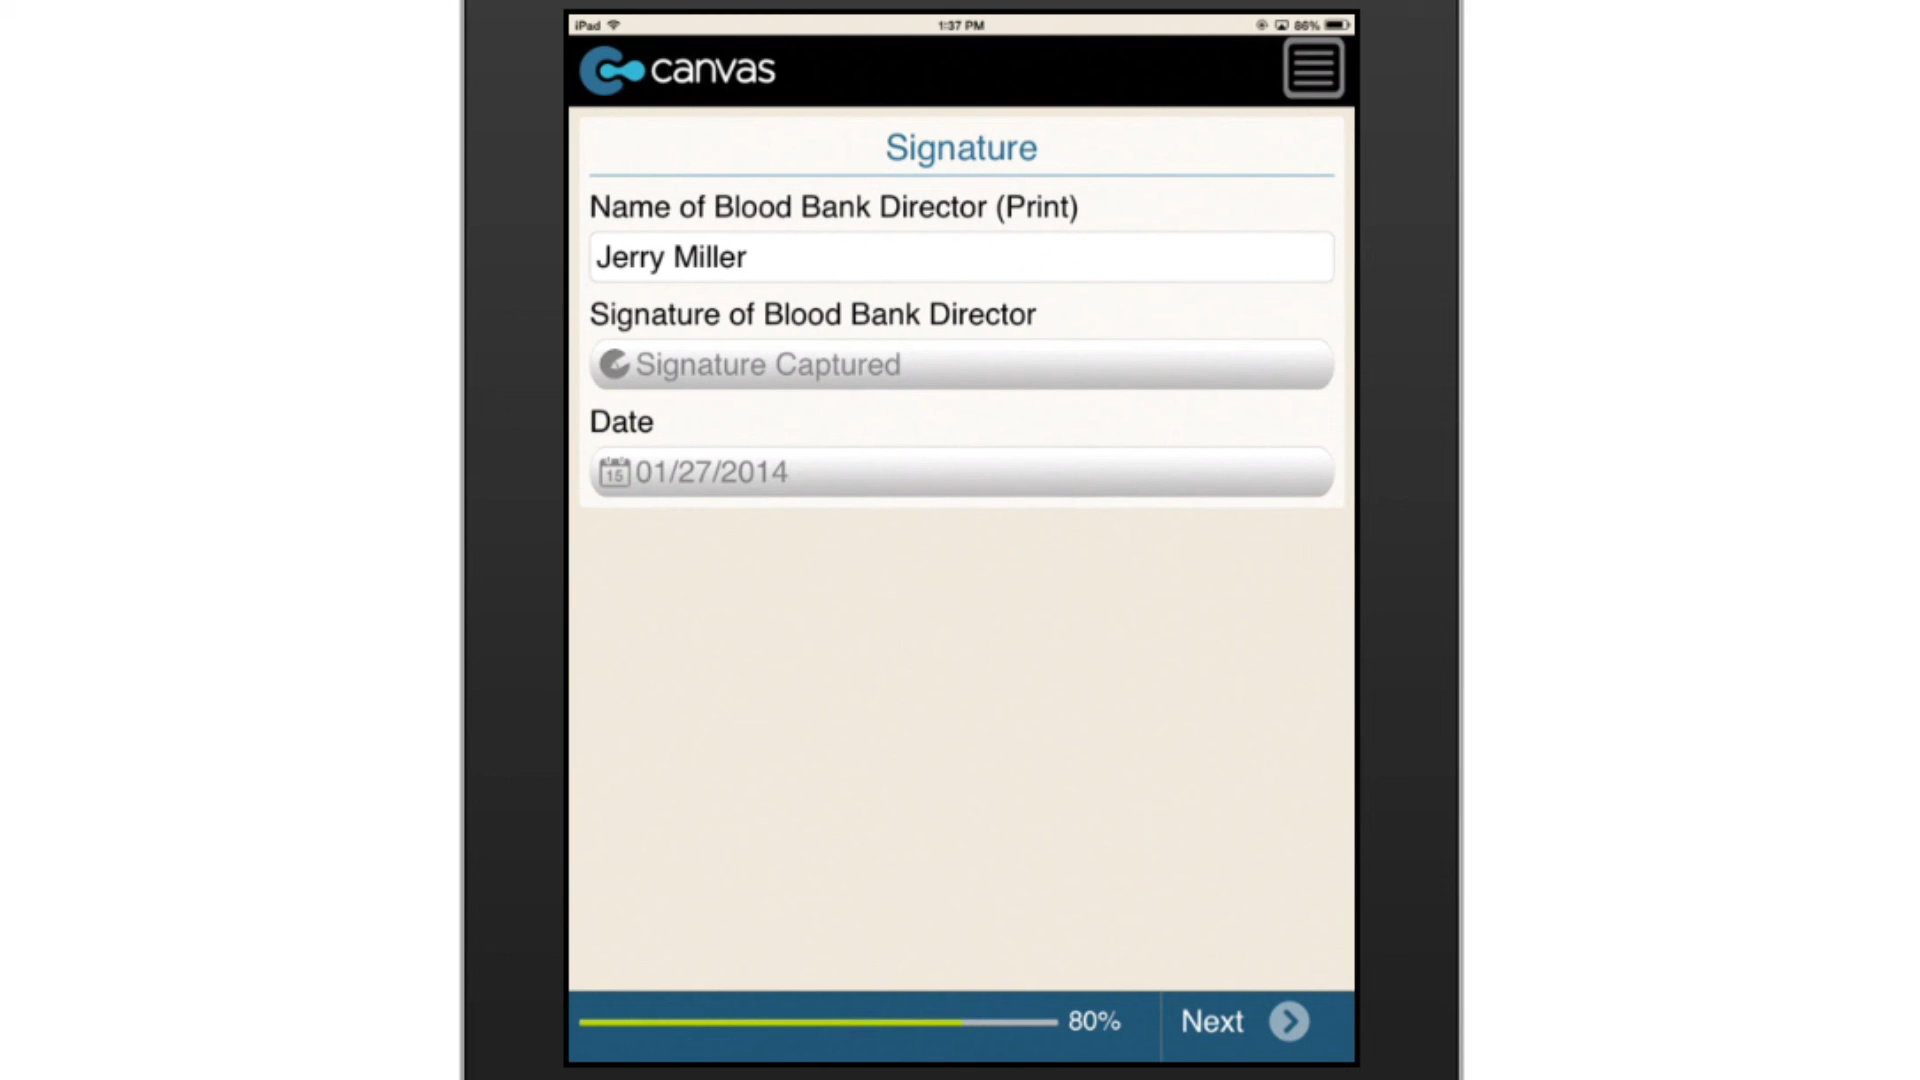 iPad 1:37 PM 86%
canvas
Signature
Name of Blood Bank Director (Print)
Jerry Miller
Signature of Blood Bank Director
Signature Captured
Date
15 01/27/2014
80% Next